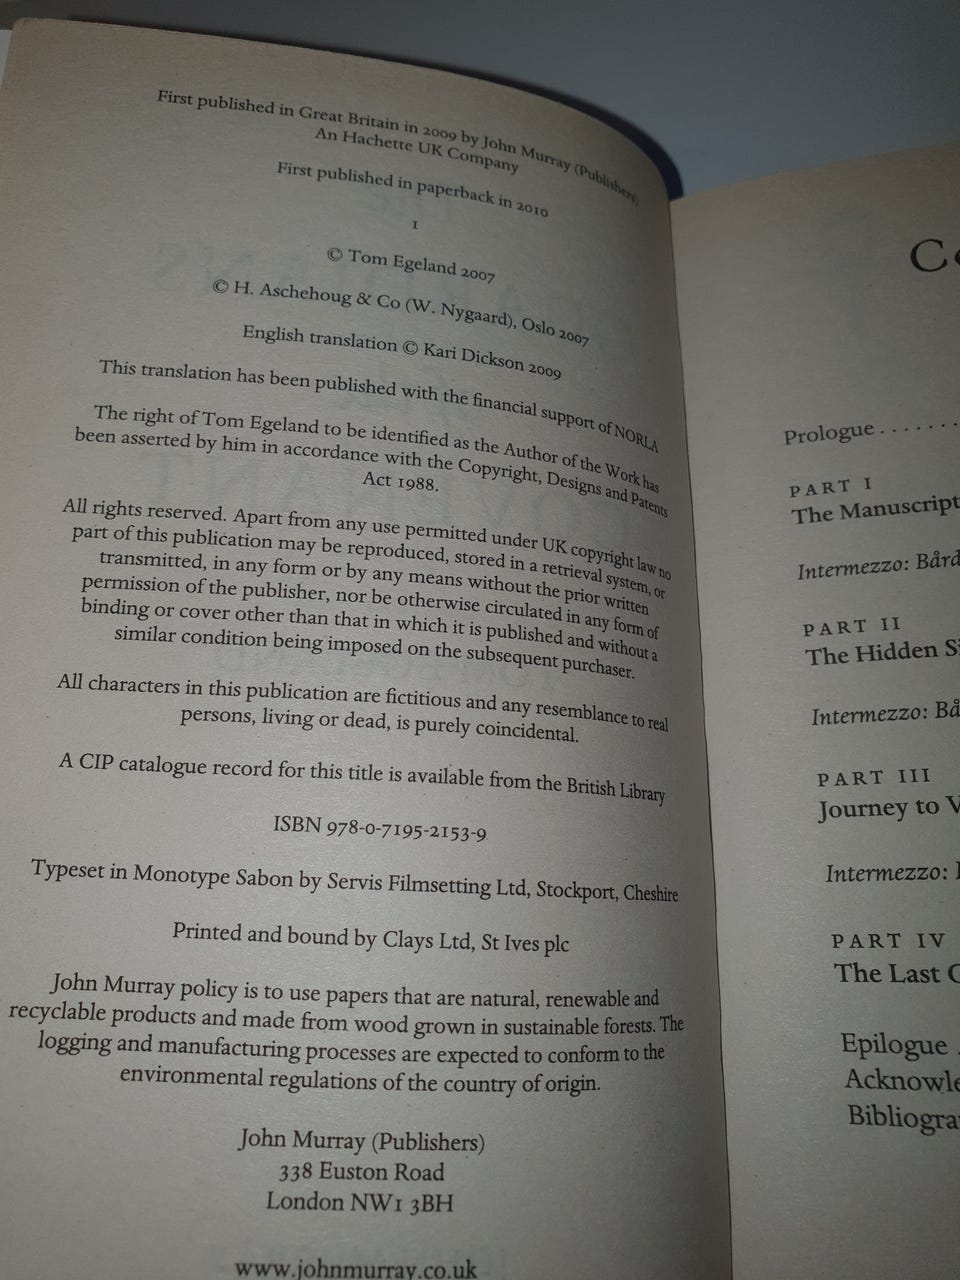 First published in Great Britain in 2009 by John Murray (Publishers)
An Hachette UK Company
First published in paperback in 2010
1
© Tom Egeland 2007
© H. Aschehoug & Co (W. Nygaard), Oslo 2007
English translation © Kari Dickson 2009
This translation has been published with the financial support of NORLA
The right of Tom Egeland to be identified as the Author of the Work has
been asserted by him in accordance with the Copyright, Designs and Patents
Act 1988.
All rights reserved. Apart from any use permitted under UK copyright law no
part of this publication may be reproduced, stored in a retrieval system, or
transmitted, in any form or by any means without the prior written
permission of the publisher, nor be otherwise circulated in any form of
binding or cover other than that in which it is published and without a
similar condition being imposed on the subsequent purchaser.
All characters in this publication are fictitious and any resemblance to real
persons, living or dead, is purely coincidental.
A CIP catalogue record for this title is available from the British Library
ISBN 978-0-7195-2153-9
Typeset in Monotype Sabon by Servis Filmsetting Ltd, Stockport, Cheshire
Printed and bound by Clays Ltd, St Ives plc
John Murray policy is to use papers that are natural, renewable and
recyclable products and made from wood grown in sustainable forests. The
logging and manufacturing processes are expected to conform to the
environmental regulations of the country of origin.
John Murray (Publishers)
338 Euston Road
London NW1 3BH
www.johnmurray.co.uk
Prologue . . . . . . .
PART I
The Manuscript
Intermezzo: Bård
PART II
The Hidden
Intermezzo:
PART III
Journey to
Intermezzo:
PART IV
The Last
Epilogue